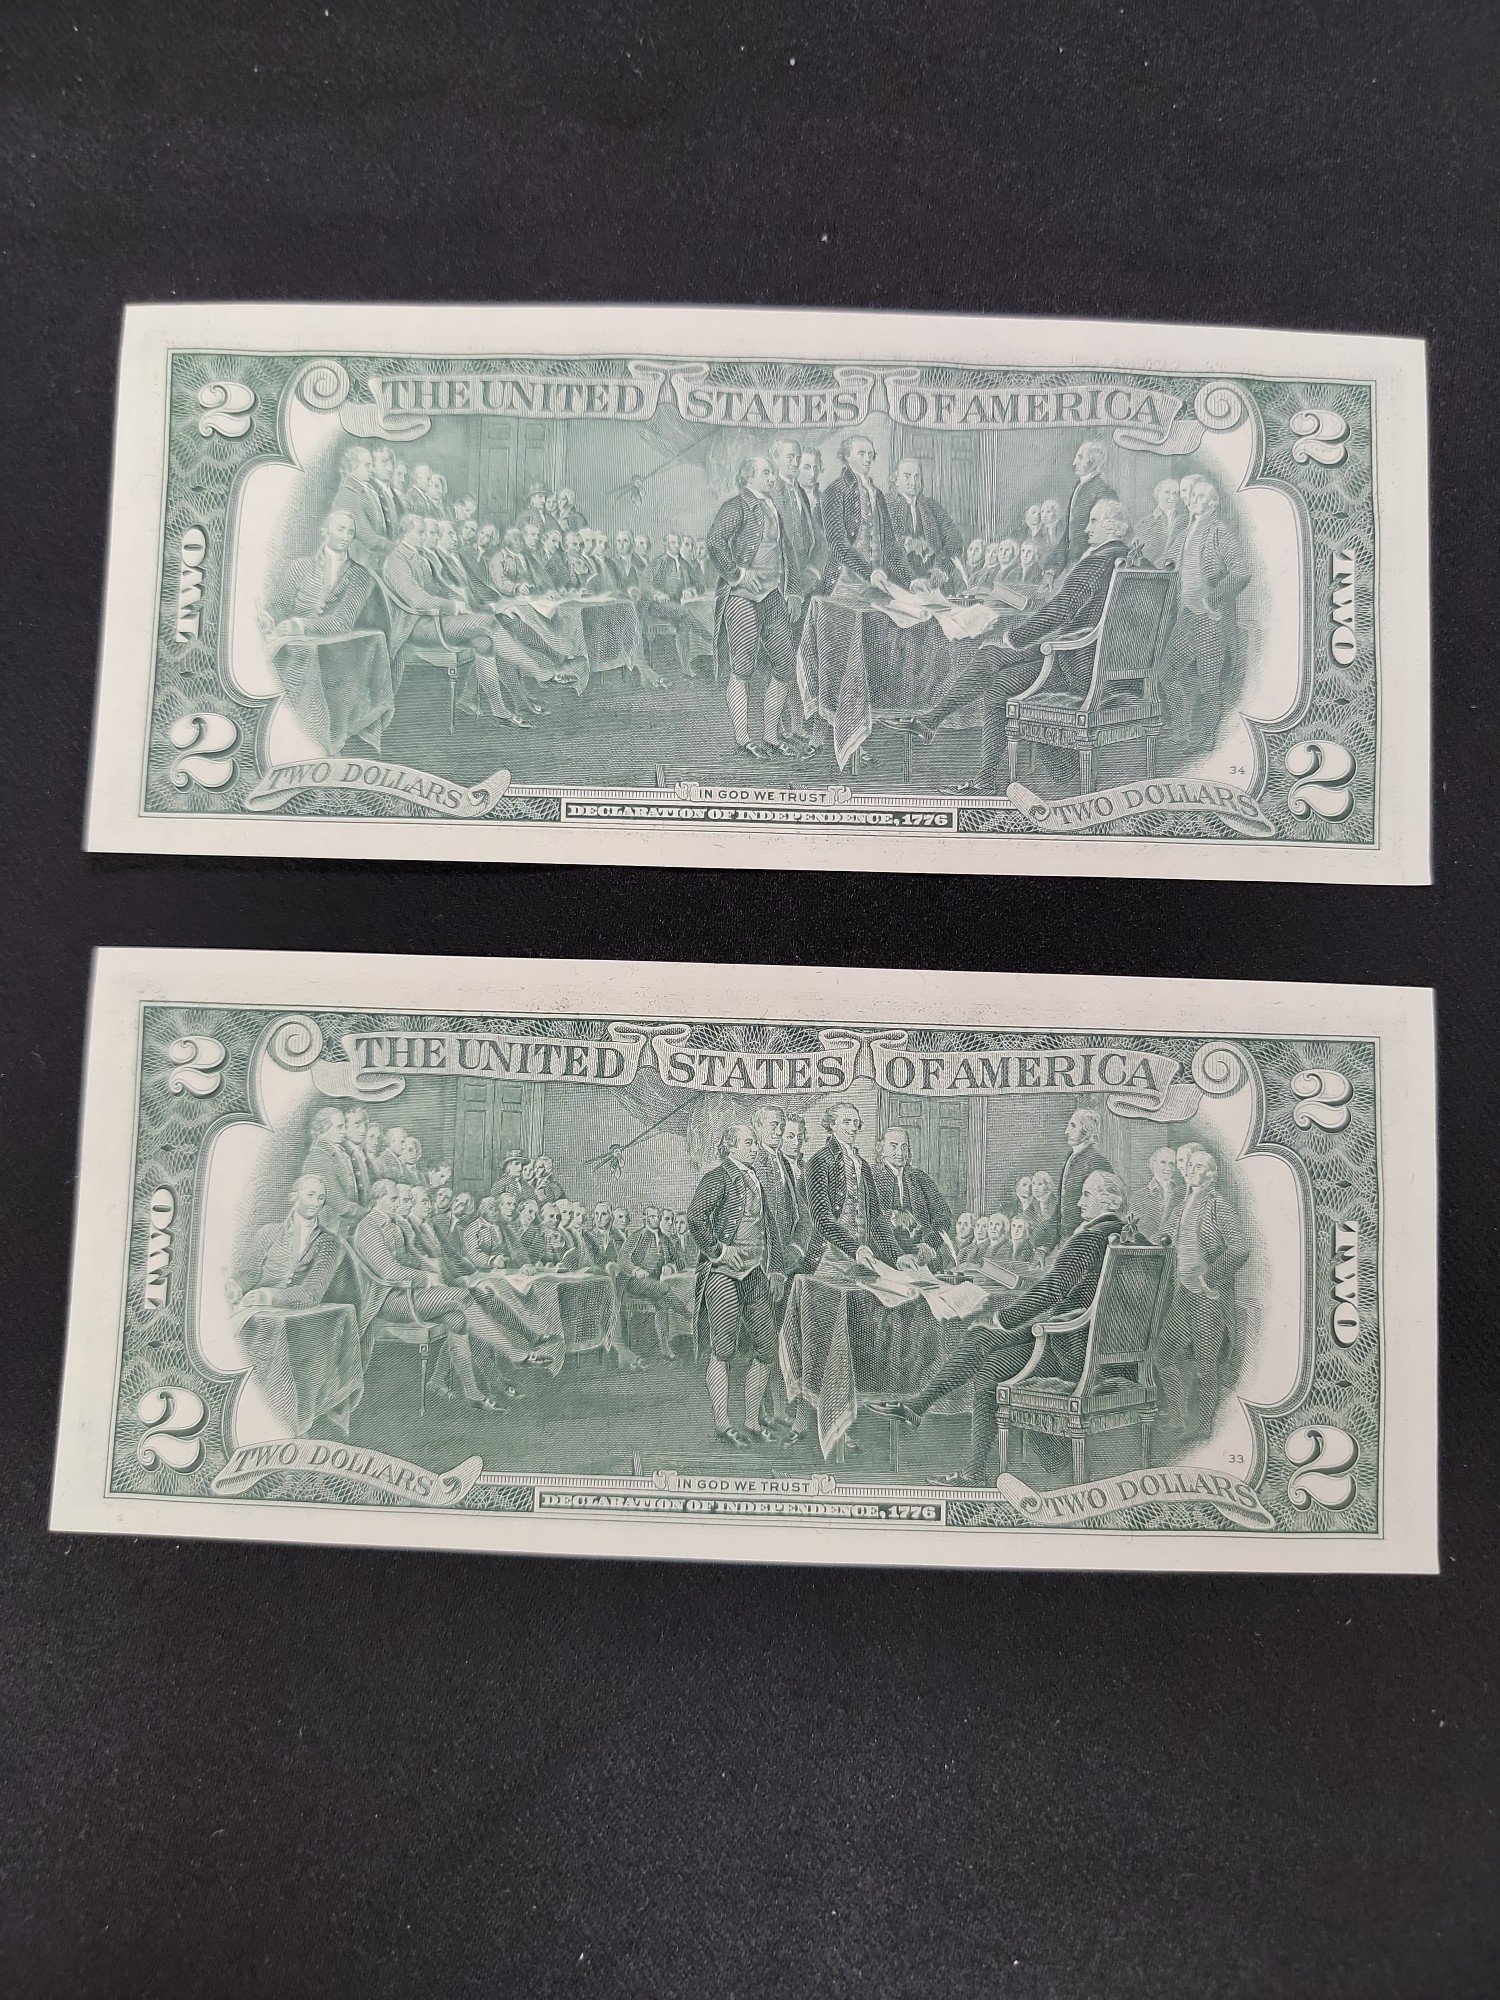 2 THE UNITED STATES OF AMERICA 2
TWO TWO
34
2 TWO DOLLARS IN GOD WE TRUST TWO DOLLARS 2
DECLARATION OF INDEPENDENCE, 1776
2 THE UNITED STATES OF AMERICA 2
TWO TWO
33
2 TWO DOLLARS IN GOD WE TRUST TWO DOLLARS 2
DECLARATION OF INDEPENDENCE, 1776